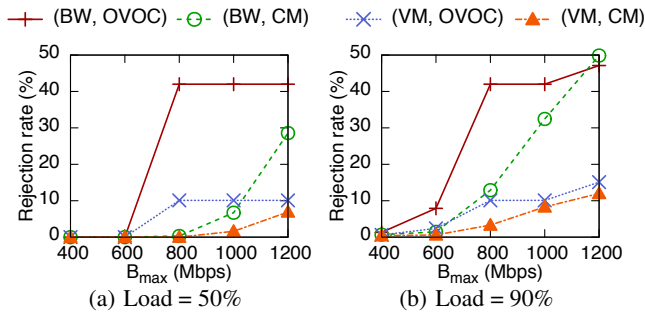 (BW, OVOC) (BW, CM) (VM, OVOC) (VM, CM)
Rejection rate (%)
50
40
30
20
10
0
400 600 800 1000 1200
Bmax (Mbps)
(a) Load = 50%
Rejection rate (%)
50
40
30
20
10
0
400 600 800 1000 1200
Bmax (Mbps)
(b) Load = 90%